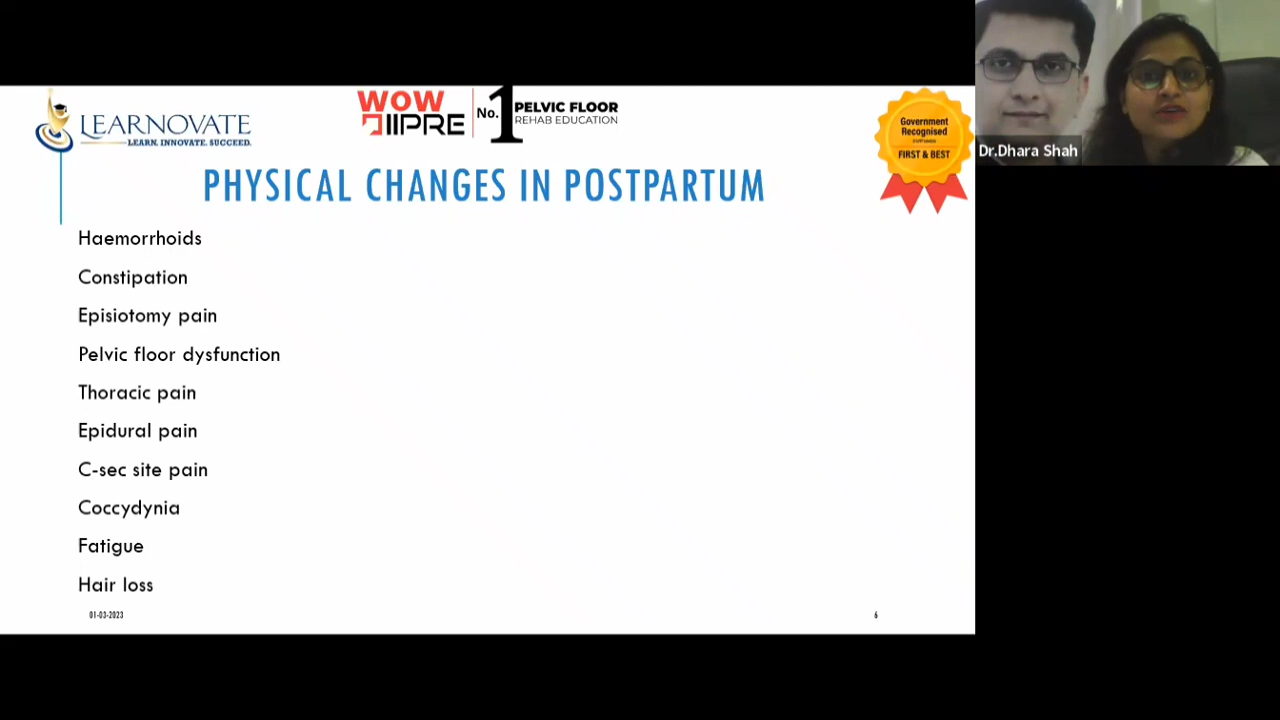 LEARNOVATE
LEARN. INNOVATE. SUCCEED.
WOW
IIPRE
No.1
PELVIC FLOOR
REHAB EDUCATION
Government
Recognised
FIRST & BEST
Dr.Dhara Shah
PHYSICAL CHANGES IN POSTPARTUM
Haemorrhoids
Constipation
Episiotomy pain
Pelvic floor dysfunction
Thoracic pain
Epidural pain
C-sec site pain
Coccydynia
Fatigue
Hair loss
01-03-2023
6